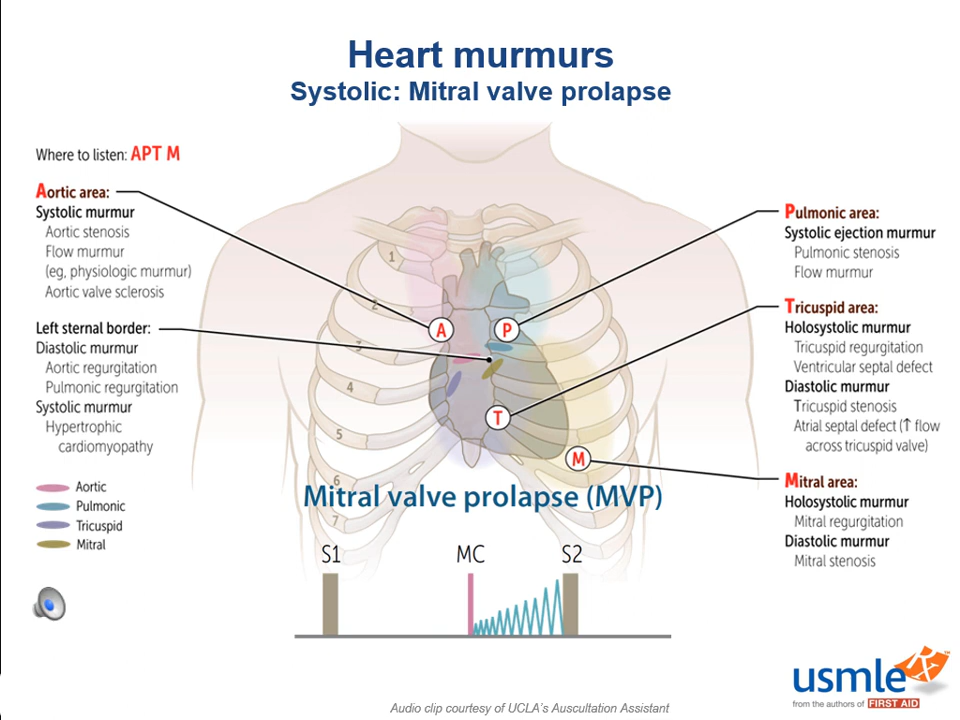 Heart murmurs
Systolic: Mitral valve prolapse
Where to listen: APT M
Aortic area:
Systolic murmur
Aortic stenosis
Flow murmur
(eg, physiologic murmur)
Aortic valve sclerosis
Left sternal border:
Diastolic murmur
Aortic regurgitation
Pulmonic regurgitation
Systolic murmur
Hypertrophic
cardiomyopathy
Aortic
Pulmonic
Tricuspid
Mitral
1
2
3
4
5
6
7
A
P
T
M
Pulmonic area:
Systolic ejection murmur
Pulmonic stenosis
Flow murmur
Tricuspid area:
Holosystolic murmur
Tricuspid regurgitation
Ventricular septal defect
Diastolic murmur
Tricuspid stenosis
Atrial septal defect (↑ flow
across tricuspid valve)
Mitral area:
Holosystolic murmur
Mitral regurgitation
Diastolic murmur
Mitral stenosis
Mitral valve prolapse (MVP)
S1 MC S2
usmle Rx™
from the authors of FIRST AID
Audio clip courtesy of UCLA's Auscultation Assistant